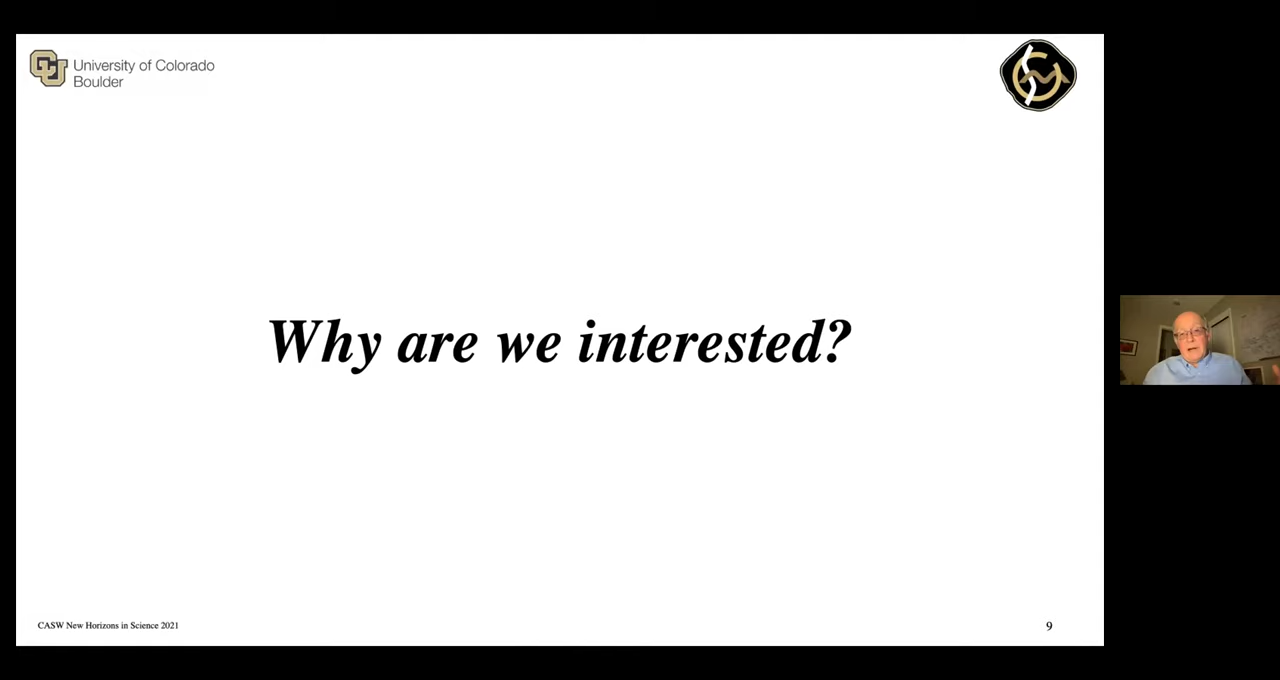 University of Colorado
Boulder
Why are we interested?
CASW New Horizons in Science 2021
9